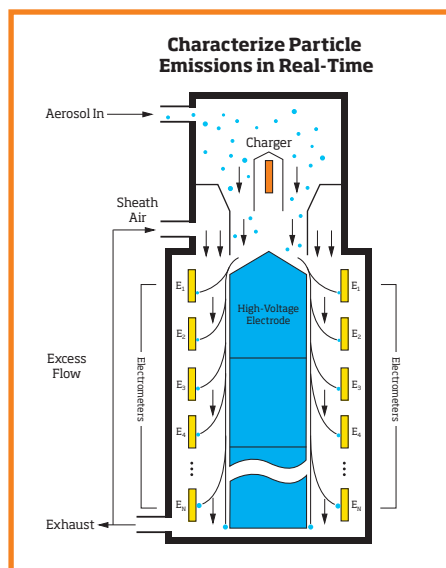 Characterize Particle
Emissions in Real-Time
Aerosol In
Charger
Sheath
Air
E1
E1
High-Voltage
Electrode
E2
E2
Excess
Flow
Electrometers
Electrometers
E3
E3
E4
E4
EN
EN
Exhaust